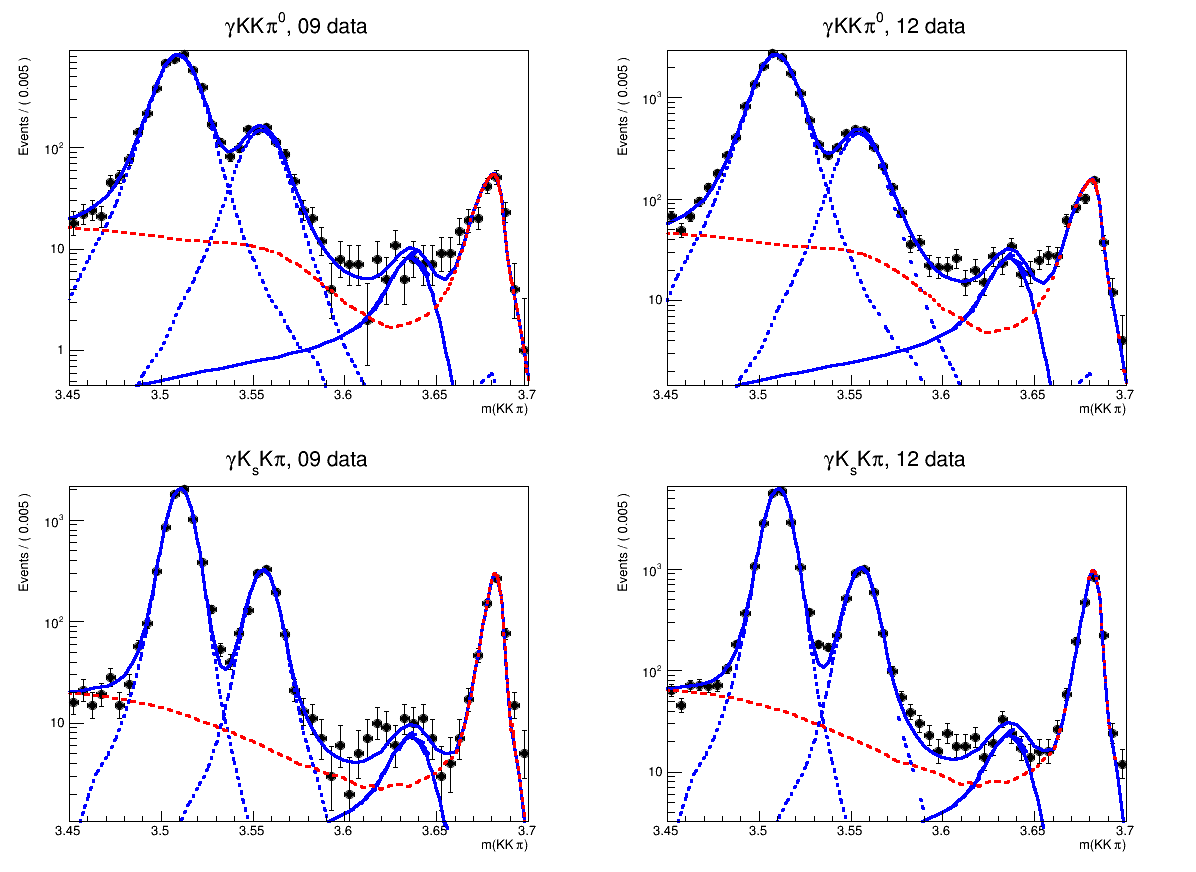 γKKπ⁰, 09 data
Events / ( 0.005 )
10²
10
1
3.45 3.5 3.55 3.6 3.65 3.7
m(KK π)
γKKπ⁰, 12 data
Events / ( 0.005 )
10³
10²
10
3.45 3.5 3.55 3.6 3.65 3.7
m(KK π)
γKₛKπ, 09 data
Events / ( 0.005 )
10³
10²
10
3.45 3.5 3.55 3.6 3.65 3.7
m(KK π)
γKₛKπ, 12 data
Events / ( 0.005 )
10³
10²
10
3.45 3.5 3.55 3.6 3.65 3.7
m(KK π)